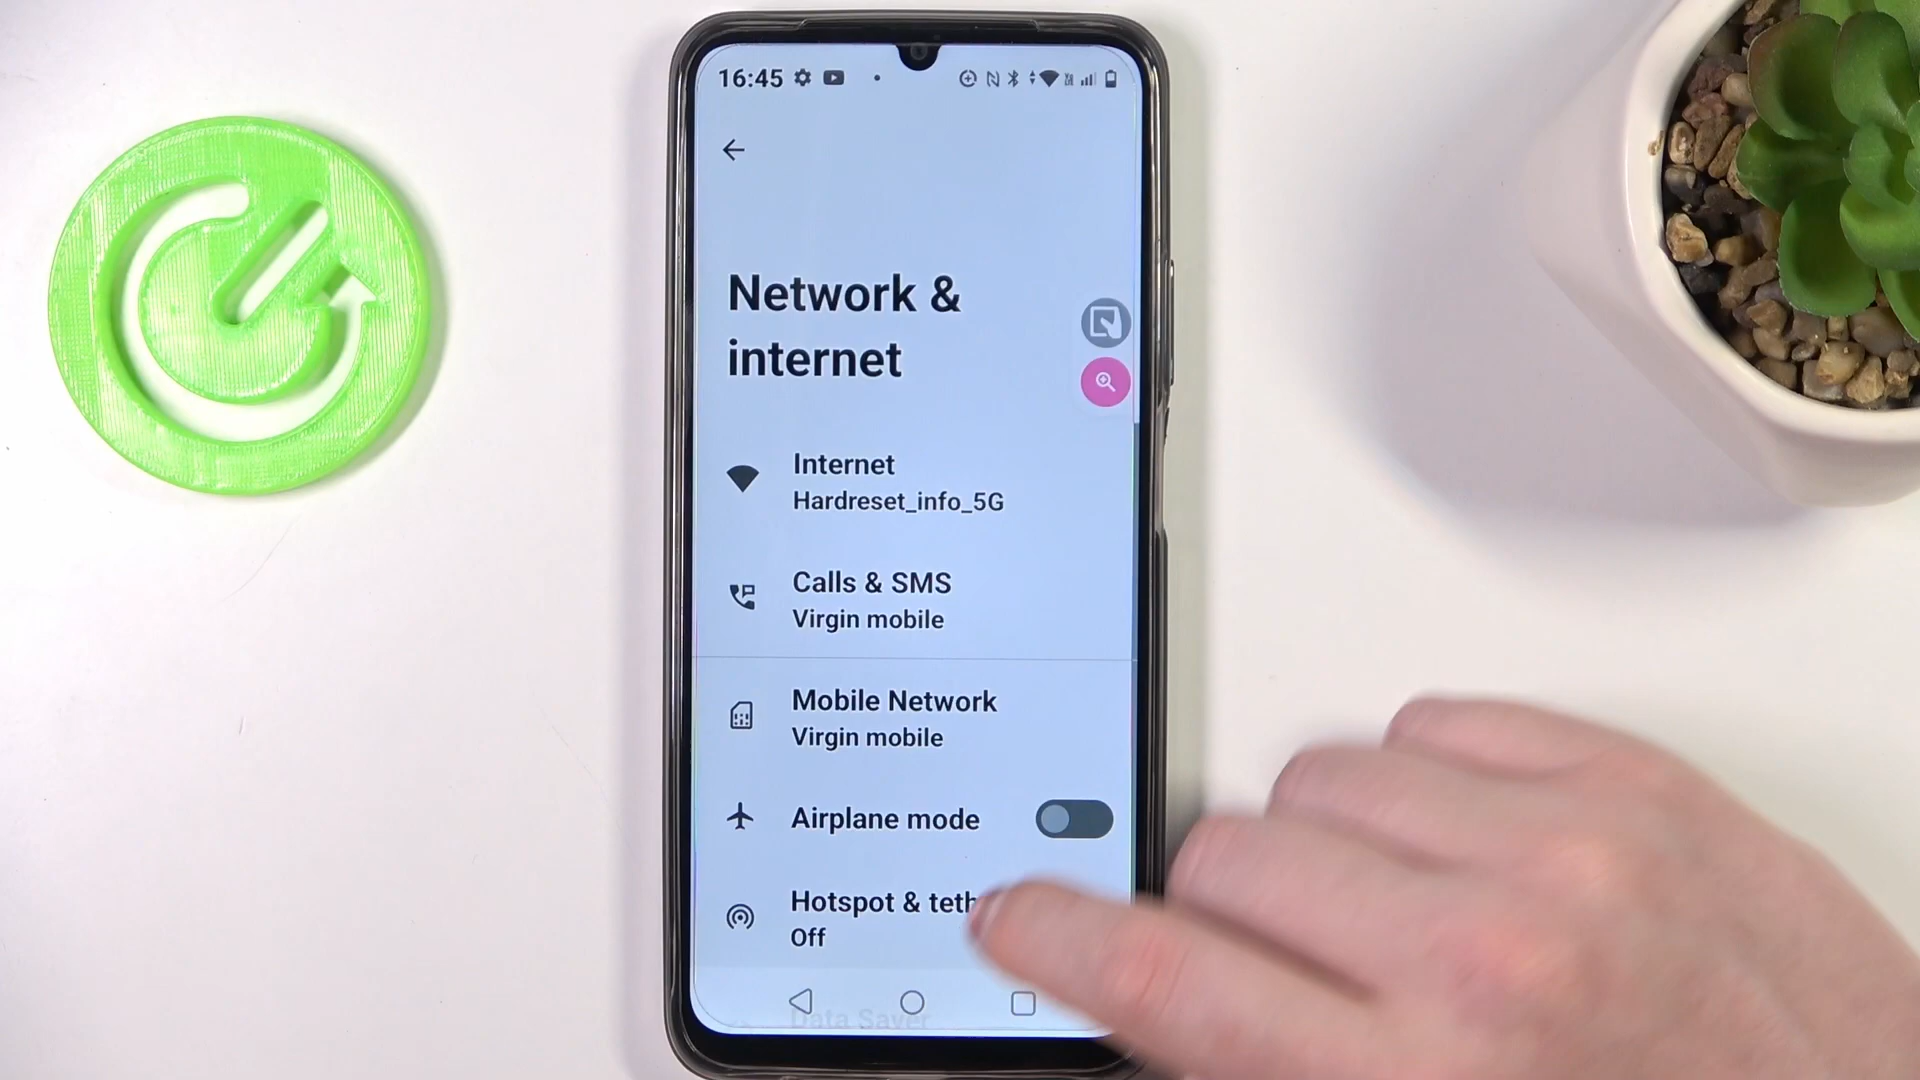 16:45
Network &
internet
Internet
Hardreset_info_5G
Calls & SMS
Virgin mobile
Mobile Network
Virgin mobile
Airplane mode
Hotspot & teth
Off
Data Saver